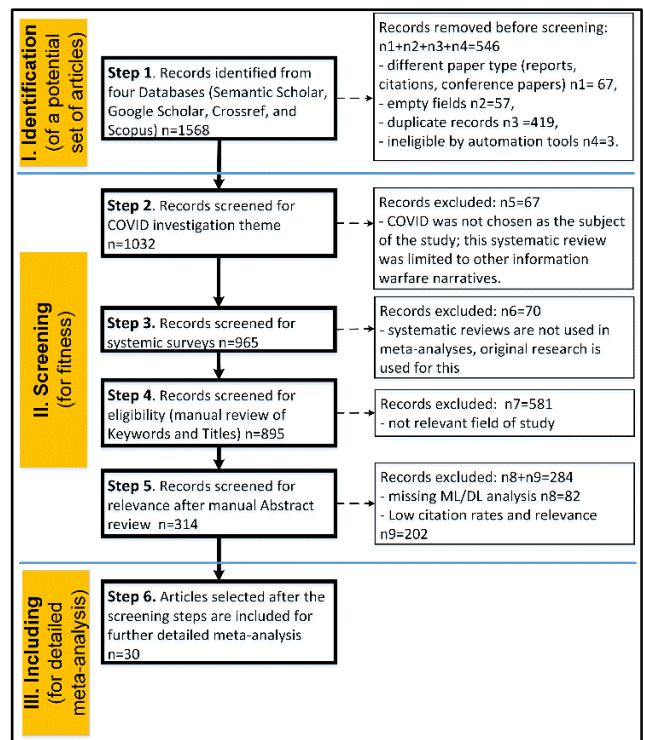 I. Identification
(of a potential
set of articles)
Step 1. Records identified from
four Databases (Semantic Scholar,
Google Scholar, Crossref, and
Scopus) n=1568
Records removed before screening:
n1+n2+n3+n4=546
- different paper type (reports,
citations, conference papers) n1= 67,
- empty fields n2=57,
- duplicate records n3 =419,
- ineligible by automation tools n4=3.
II. Screening
(for fitness)
Step 2. Records screened for
COVID investigation theme
n=1032
Records excluded: n5=67
- COVID was not chosen as the subject
of the study; this systematic review
was limited to other information
warfare narratives.
Step 3. Records screened for
systemic surveys n=965
Records excluded: n6=70
- systematic reviews are not used in
meta-analyses, original research is
used for this
Step 4. Records screened for
eligibility (manual review of
Keywords and Titles) n=895
Records excluded:  n7=581
- not relevant field of study
Step 5. Records screened for
relevance after manual Abstract
review  n=314
Records excluded: n8+n9=284
- missing ML/DL analysis n8=82
- Low citation rates and relevance
n9=202
III. Including
(for detailed
meta-analysis)
Step 6. Articles selected after the
screening steps are included for
further detailed meta-analysis
n=30